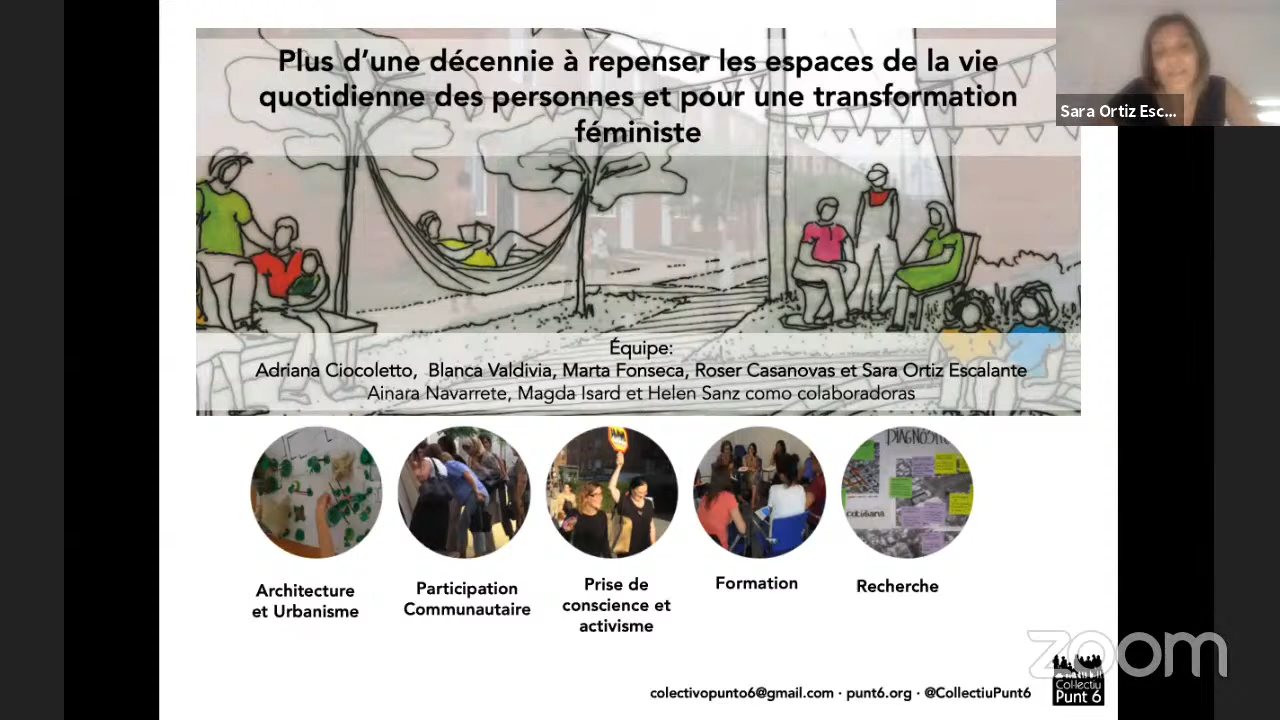 Plus d'une décennie à repenser les espaces de la vie
quotidienne des personnes et pour une transformation
féministe
Sara Ortiz Esc...
Équipe:
Adriana Ciocoletto, Blanca Valdivia, Marta Fonseca, Roser Casanovas et Sara Ortiz Escalante
Ainara Navarrete, Magda Isard et Helen Sanz como colaboradoras
DIAGNÒSTI
cotidiana
Architecture
et Urbanisme
Participation
Communautaire
Prise de
conscience et
activisme
Formation
Recherche
zoom
colectivopunto6@gmail.com · punt6.org · @CollectiuPunt6
Col·lectiu
Punt 6